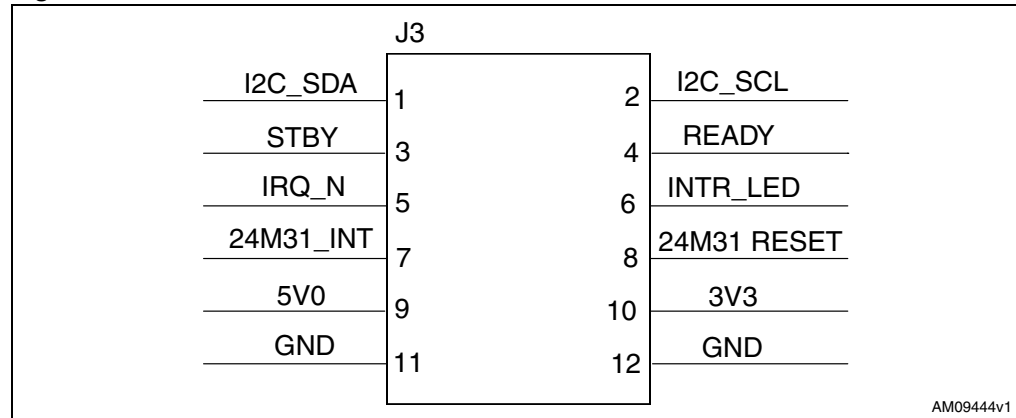 J3
I2C_SDA 1 2 I2C_SCL
STBY 3 4 READY
IRQ_N 5 6 INTR_LED
24M31_INT 7 8 24M31 RESET
5V0 9 10 3V3
GND 11 12 GND
AM09444v1